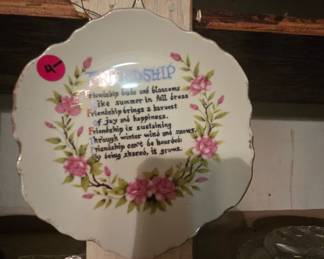 FRIENDSHIP
Friendship buds and blossoms
like summer in full dress
Friendship brings a harvest
of joy and happiness.
Friendship is sustaining
Through winter wind and snows,
Friendship can't be hoarded
by being shared, it grows.